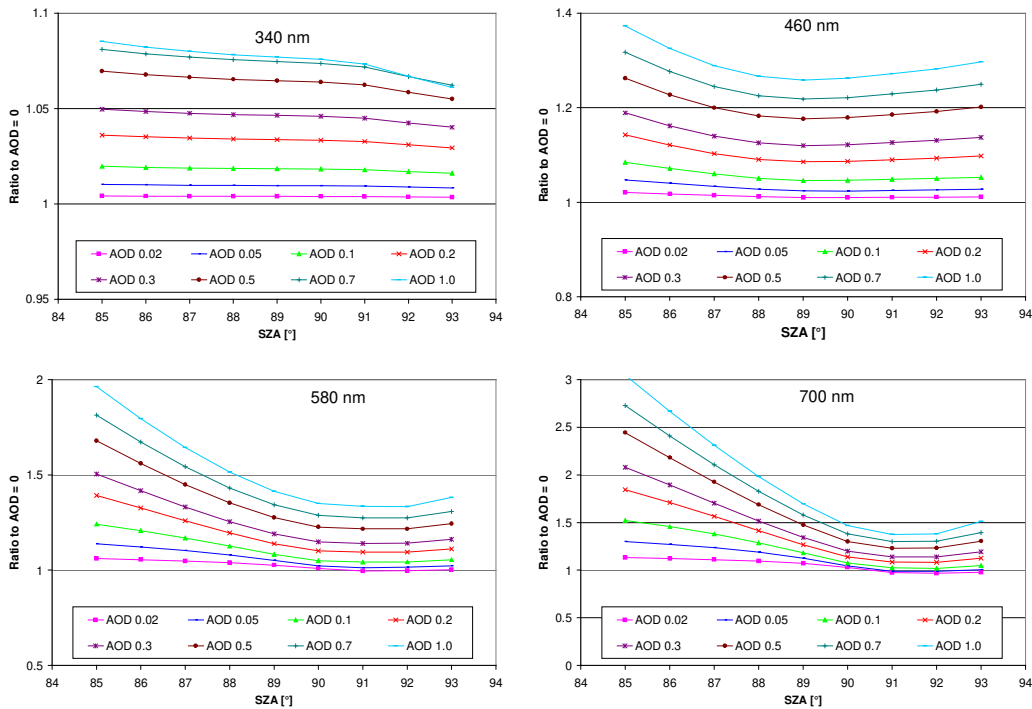 340 nm
1.1
1.05
1
0.95
Ratio to AOD = 0
AOD 0.02 AOD 0.05 AOD 0.1 AOD 0.2
AOD 0.3 AOD 0.5 AOD 0.7 AOD 1.0
84 85 86 87 88 89 90 91 92 93 94
SZA [°]
460 nm
1.4
1.2
1
0.8
Ratio to AOD = 0
AOD 0.02 AOD 0.05 AOD 0.1 AOD 0.2
AOD 0.3 AOD 0.5 AOD 0.7 AOD 1.0
84 85 86 87 88 89 90 91 92 93 94
SZA [°]
580 nm
2
1.5
1
0.5
Ratio to AOD = 0
AOD 0.02 AOD 0.05 AOD 0.1 AOD 0.2
AOD 0.3 AOD 0.5 AOD 0.7 AOD 1.0
84 85 86 87 88 89 90 91 92 93 94
SZA [°]
700 nm
3
2.5
2
1.5
1
0.5
0
Ratio to AOD = 0
AOD 0.02 AOD 0.05 AOD 0.1 AOD 0.2
AOD 0.3 AOD 0.5 AOD 0.7 AOD 1.0
84 85 86 87 88 89 90 91 92 93 94
SZA [°]